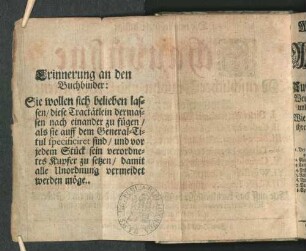 Erinnerung an den
Buchbinder:
Sie wollen sich belieben las-
sen / diese Tractätlein dermas-
sen nach einander zu fügen /
als sie auff dem General-Ti-
tul specificiret sind / und vor
jedem Stück sein verordne-
tes Kupfer zu setzen / damit
alle Unordnung vermeidet
werden möge.